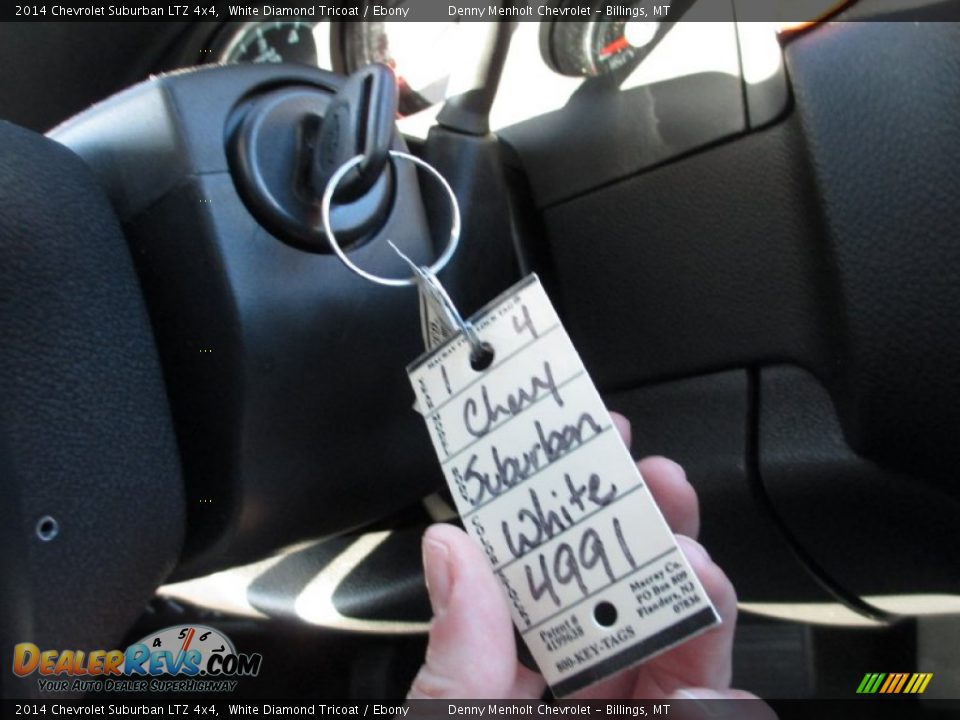 2014 Chevrolet Suburban LTZ 4x4, White Diamond Tricoat / Ebony Denny Menholt Chevrolet - Billings, MT
1 4
Chevy
Suburban
White
4991
Patent #
4199638
800-KEY-TAGS
Macray Co.
PO Box 809
Flanders, NJ
07836
DealerRevs.com
Your Auto Dealer SuperHighway
2014 Chevrolet Suburban LTZ 4x4, White Diamond Tricoat / Ebony Denny Menholt Chevrolet - Billings, MT